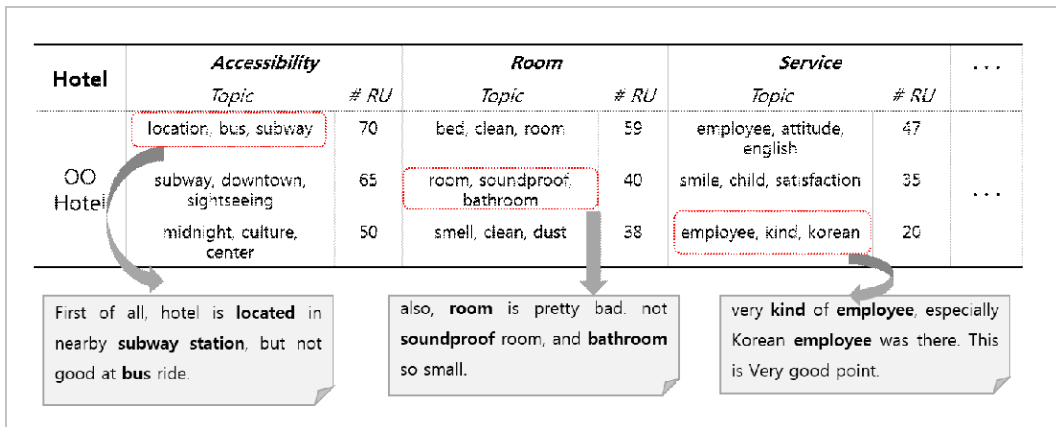 Hotel Accessibility Room Service ...
Topic # RU Topic # RU Topic # RU
location, bus, subway 70 bed, clean, room 59 employee, attitude, english 47
OO Hotel subway, downtown, sightseeing 65 room, soundproof, bathroom 40 smile, child, satisfaction 35 ...
midnight, culture, center 50 smell, clean, dust 38 employee, kind, korean 20
First of all, hotel is located in
nearby subway station, but not
good at bus ride.
also, room is pretty bad. not
soundproof room, and bathroom
so small.
very kind of employee, especially
Korean employee was there. This
is Very good point.